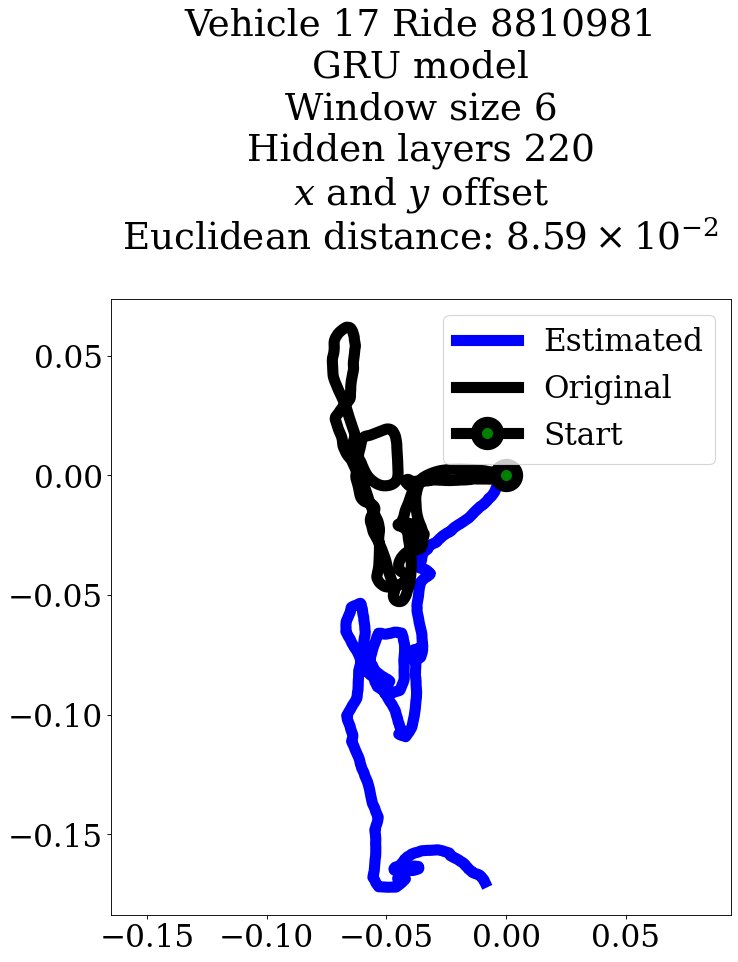 Vehicle 17 Ride 8810981
GRU model
Window size 6
Hidden layers 220
x and y offset
Euclidean distance: 8.59 × 10⁻²
Estimated
Original
Start
0.05
0.00
−0.05
−0.10
−0.15
−0.15 −0.10 −0.05 0.00 0.05